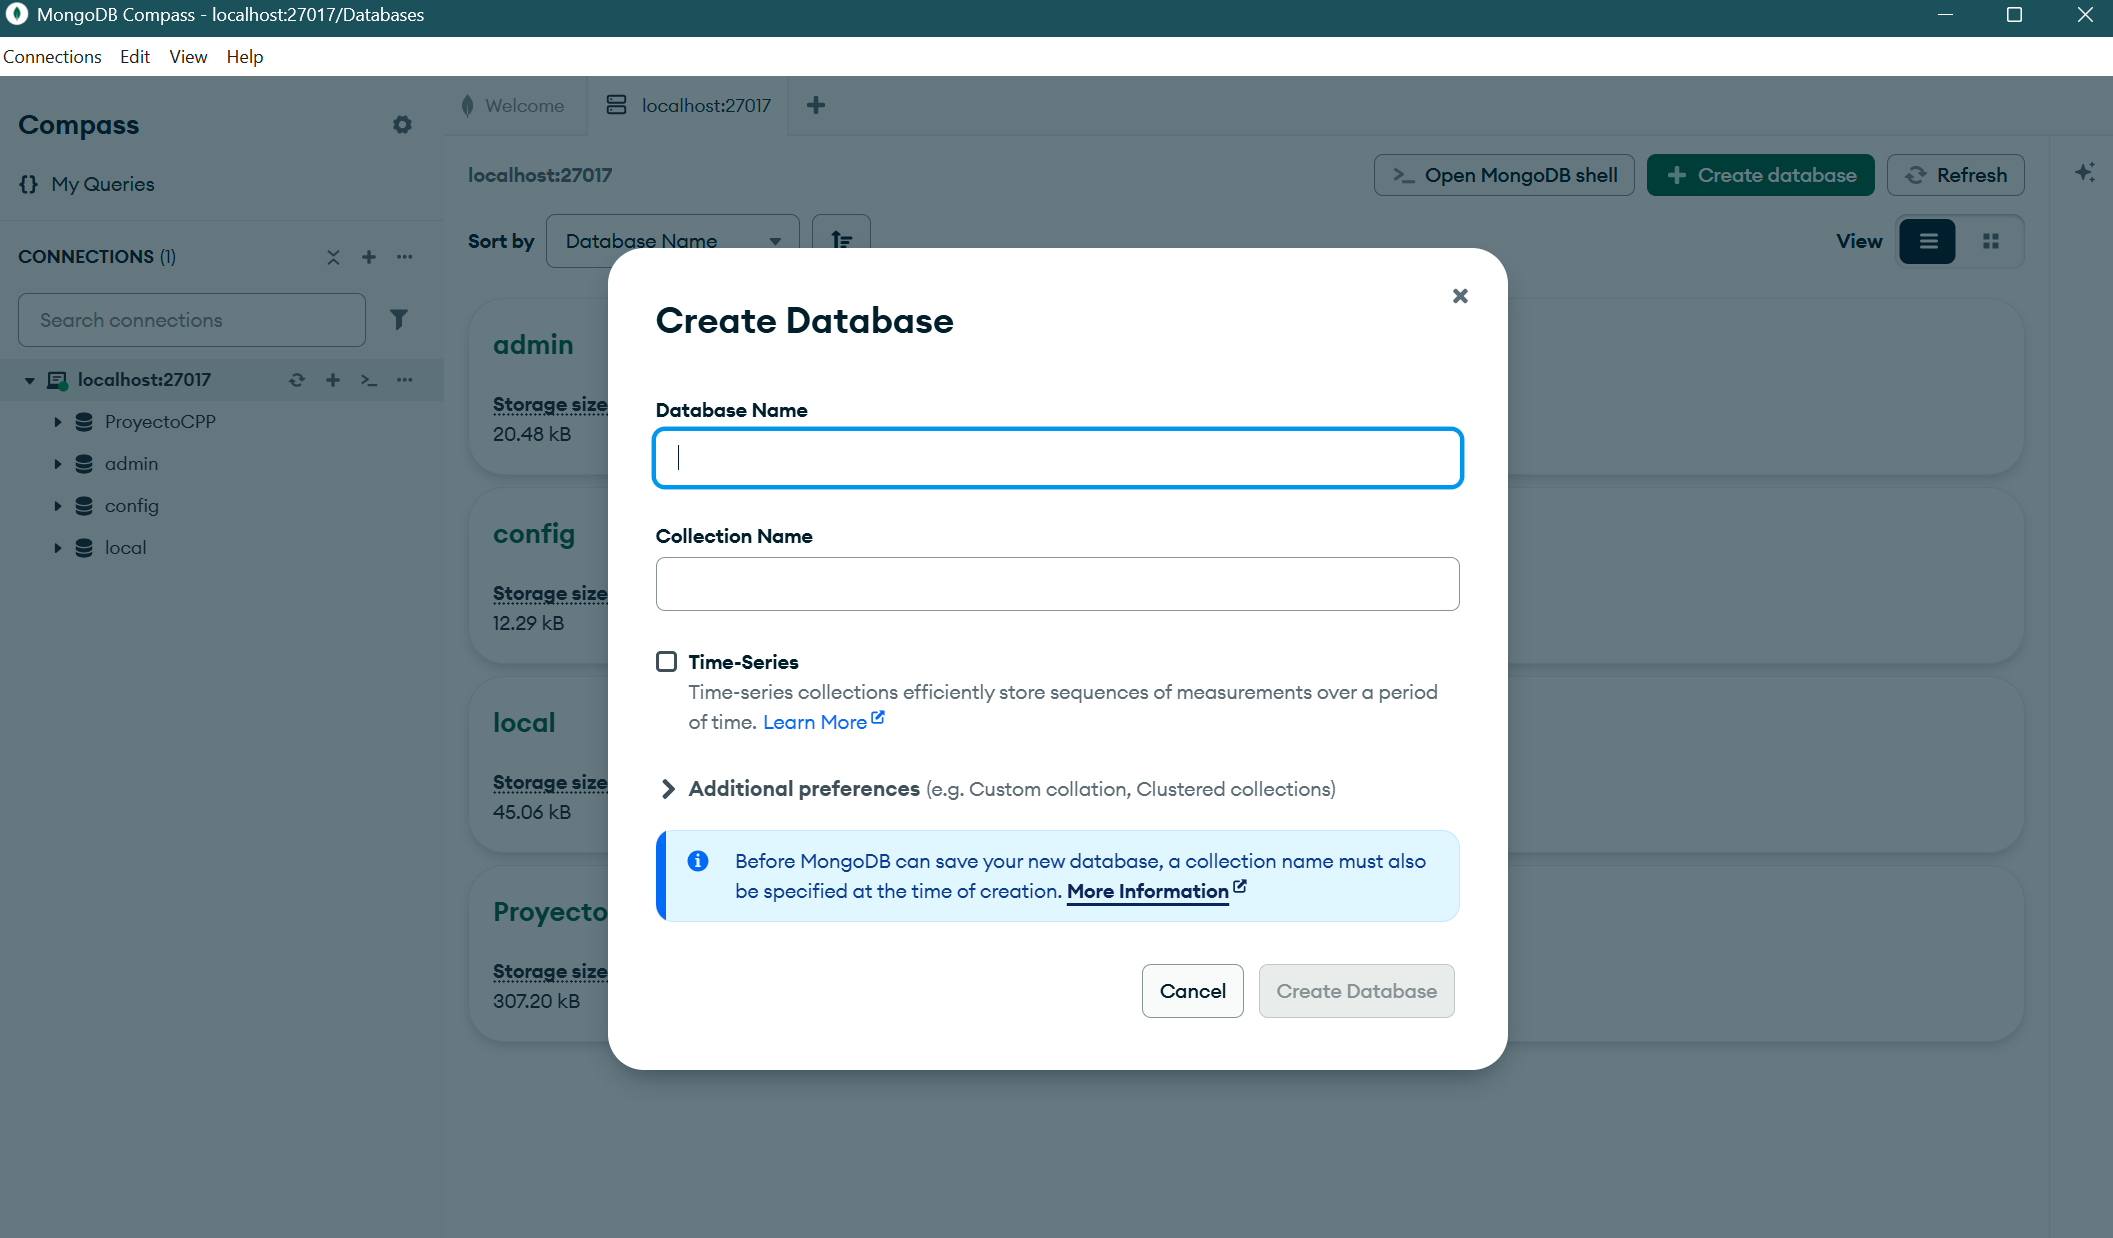 MongoDB Compass - localhost:27017/Databases
Connections Edit View Help
Compass
My Queries
CONNECTIONS (1)
Search connections
localhost:27017
ProyectoCPP
admin
config
local
Welcome
localhost:27017
localhost:27017
Open MongoDB shell
Create database
Refresh
Sort by
Database Name
View
admin
Storage size
20.48 kB
config
Storage size
12.29 kB
local
Storage size
45.06 kB
Proyecto
Storage size
307.20 kB
Create Database
Database Name
Collection Name
Time-Series
Time-series collections efficiently store sequences of measurements over a period
of time. Learn More
Additional preferences (e.g. Custom collation, Clustered collections)
Before MongoDB can save your new database, a collection name must also
be specified at the time of creation. More Information
Cancel
Create Database